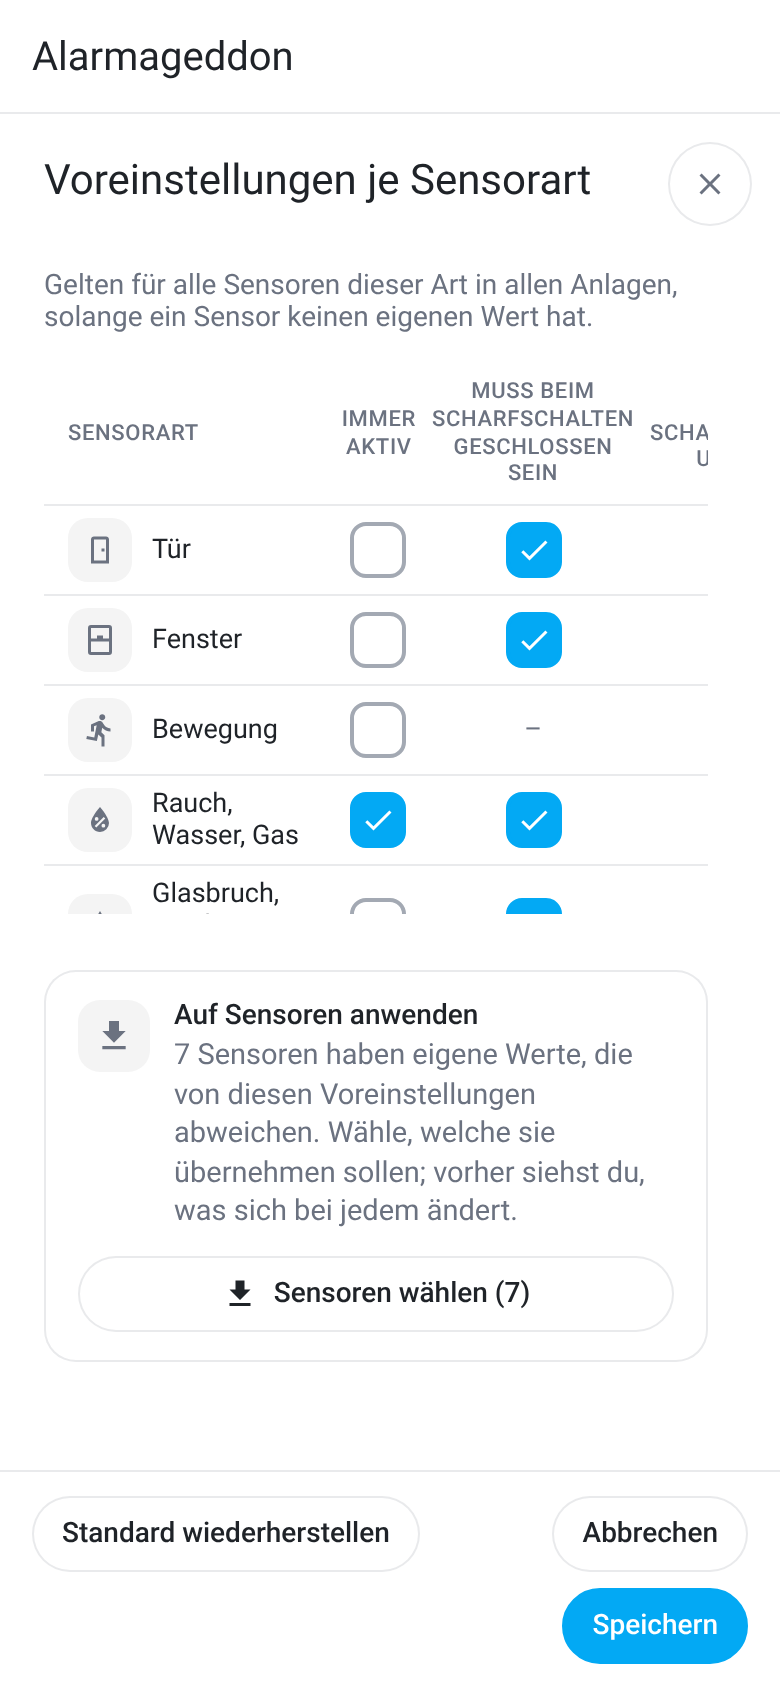 Alarmageddon
Voreinstellungen je Sensorart
Gelten für alle Sensoren dieser Art in allen Anlagen,
solange ein Sensor keinen eigenen Wert hat.
SENSORART
IMMER
AKTIV
MUSS BEIM
SCHARFSCHALTEN
GESCHLOSSEN
SEIN
SCHA
U
Tür
Fenster
Bewegung
–
Rauch,
Wasser, Gas
Glasbruch,
Auf Sensoren anwenden
7 Sensoren haben eigene Werte, die
von diesen Voreinstellungen
abweichen. Wähle, welche sie
übernehmen sollen; vorher siehst du,
was sich bei jedem ändert.
Sensoren wählen (7)
Standard wiederherstellen
Abbrechen
Speichern